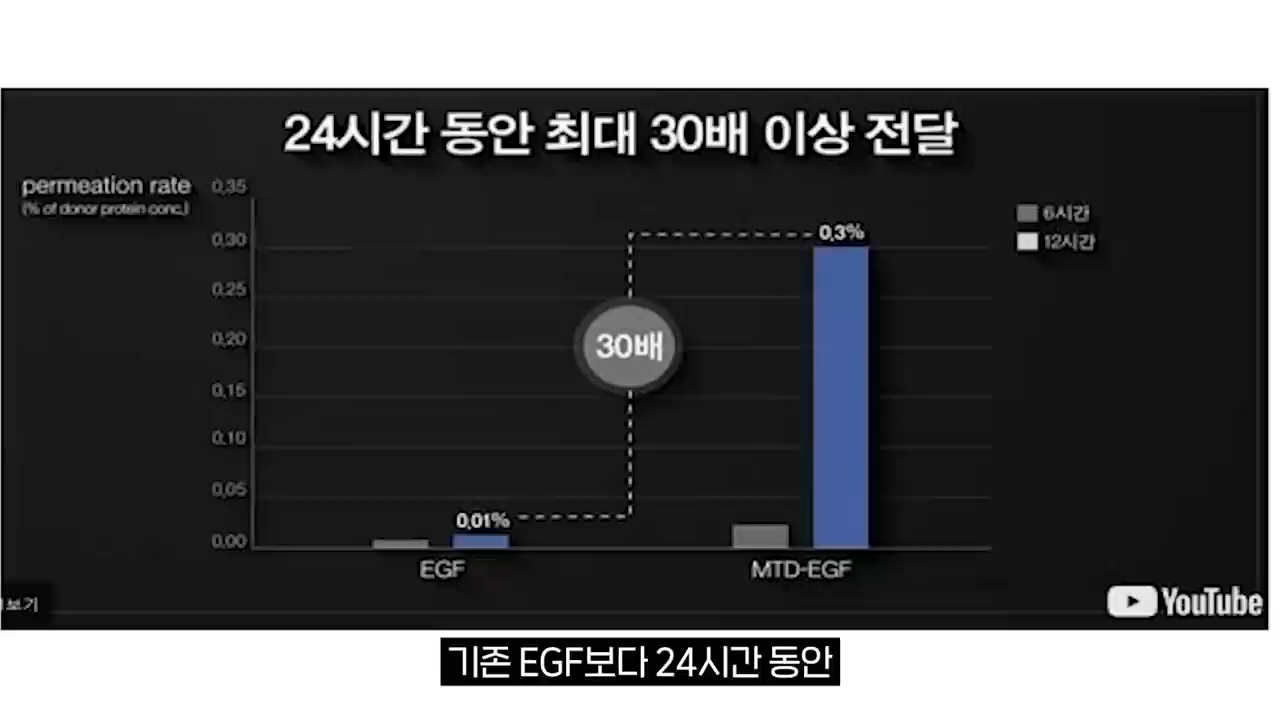 24시간 동안 최대 30배 이상 전달
permeation rate
(% of donor protein conc.)
0,35
0,30
0,25
0,20
0,15
0,10
0,05
0,00
6시간
12시간
0,3%
30배
0,01%
EGF
MTD-EGF
보기
YouTube
기존 EGF보다 24시간 동안